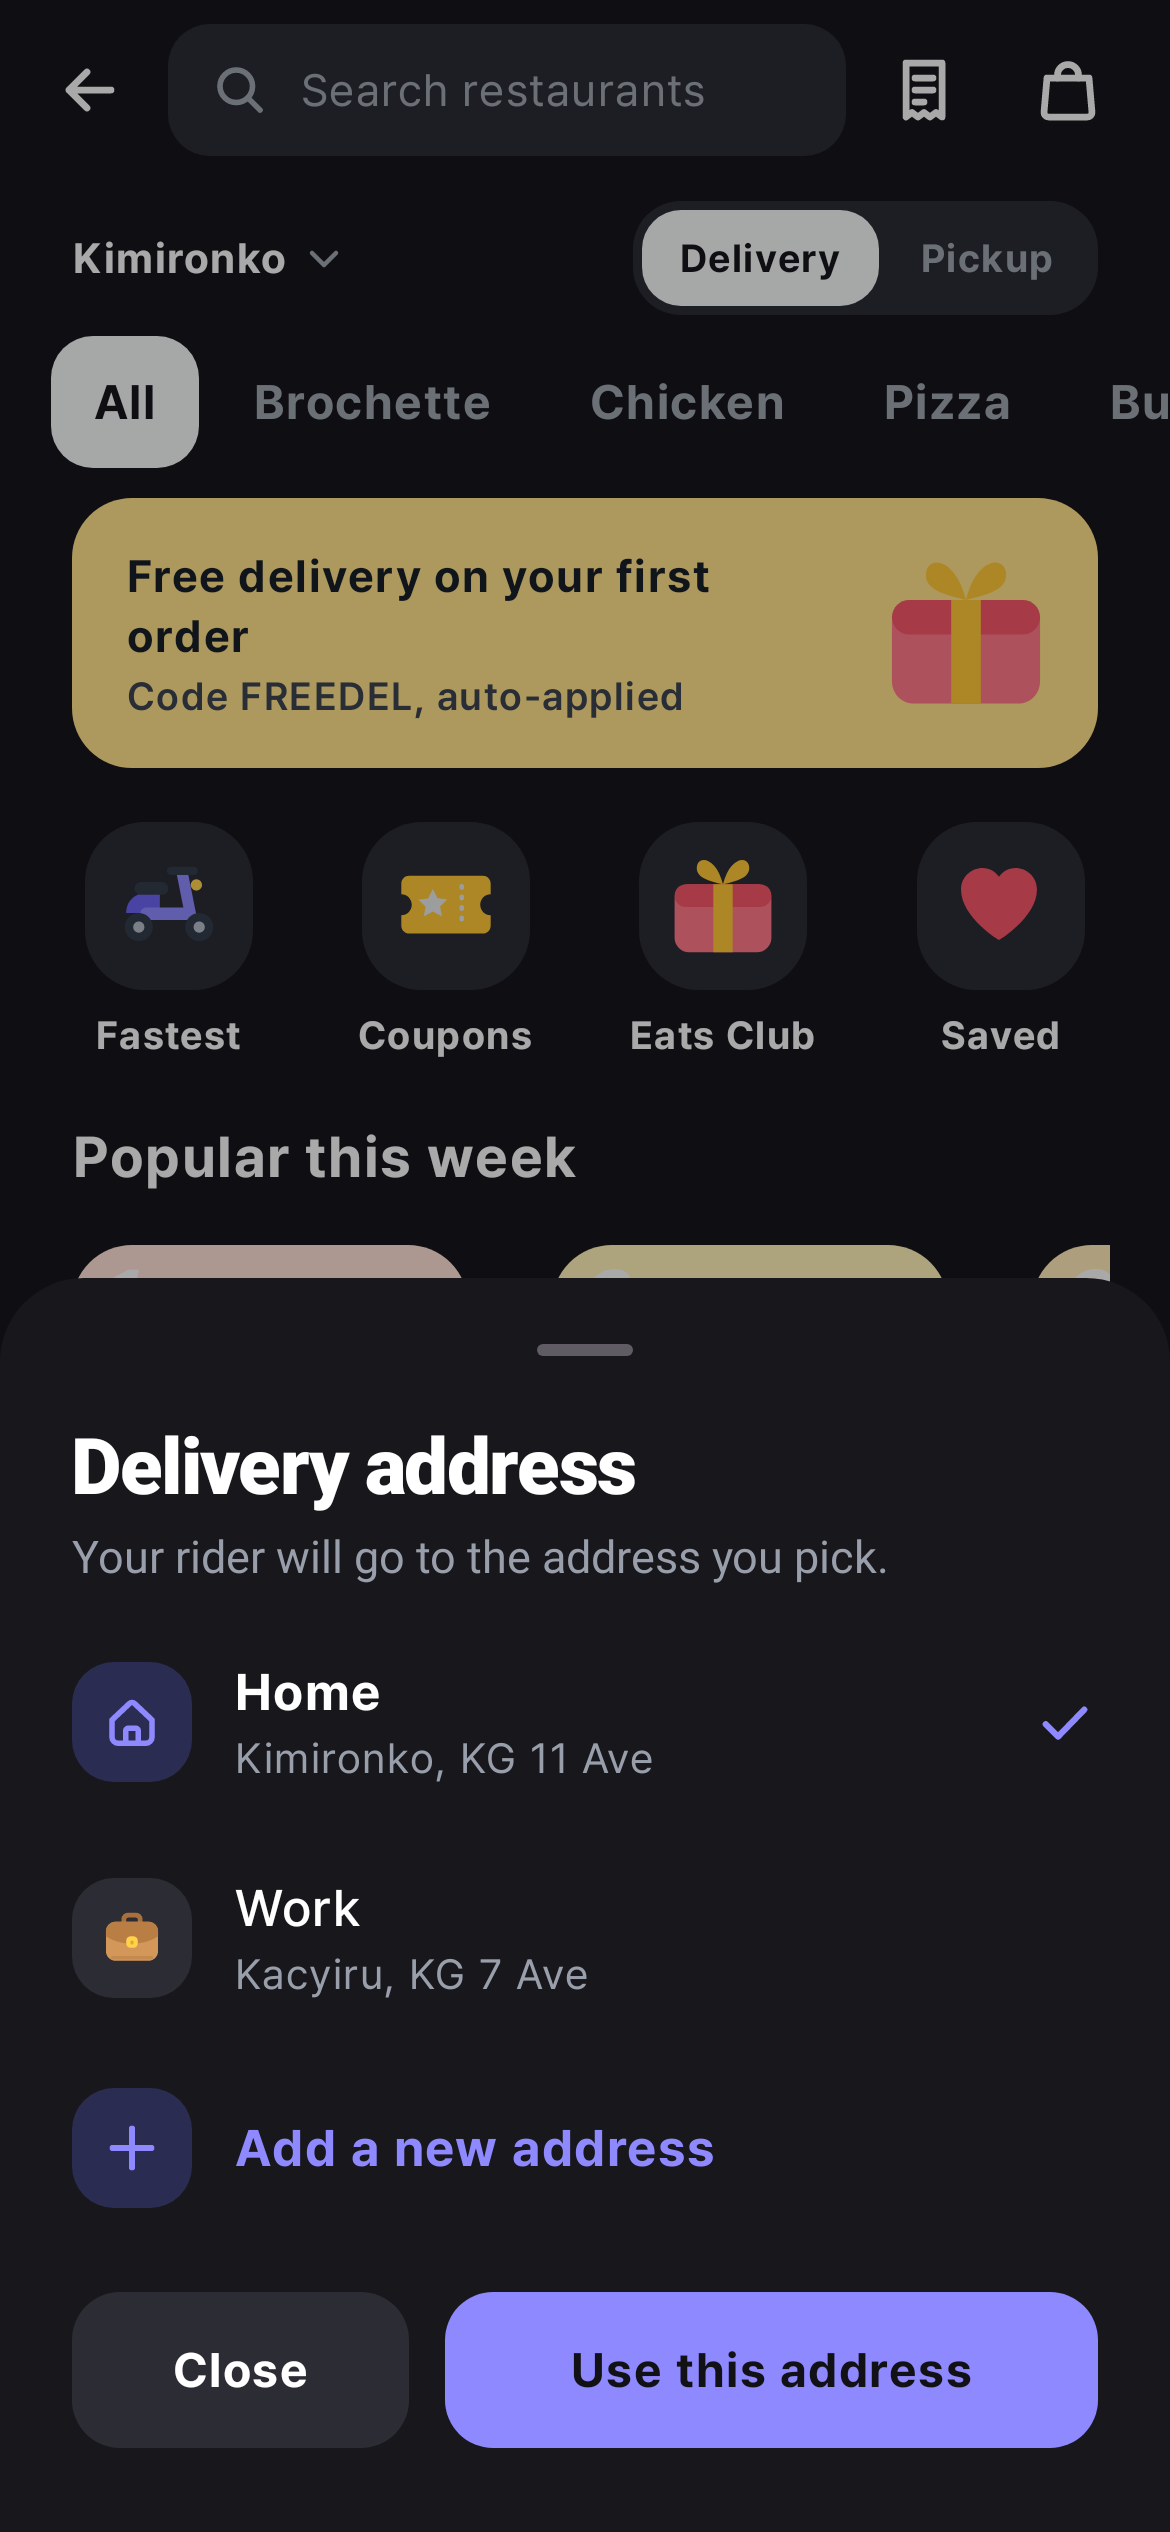 Search restaurants
Kimironko
Delivery
Pickup
All
Brochette
Chicken
Pizza
Bu
Free delivery on your first
order
Code FREEDEL, auto-applied
Fastest
Coupons
Eats Club
Saved
Popular this week
Delivery address
Your rider will go to the address you pick.
Home
Kimironko, KG 11 Ave
Work
Kacyiru, KG 7 Ave
Add a new address
Close
Use this address